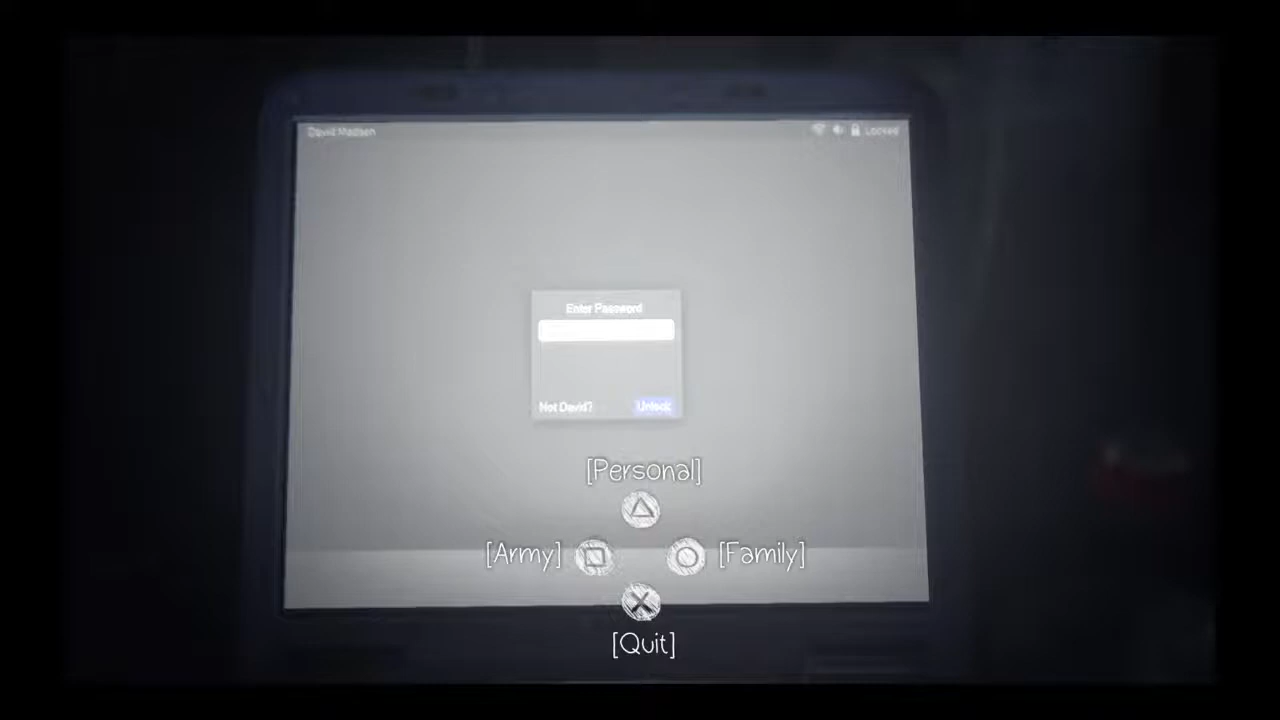 David Madsen
Locked
Enter Password
Not David?
Unlock
[Personal]
[Army]
[Family]
[Quit]